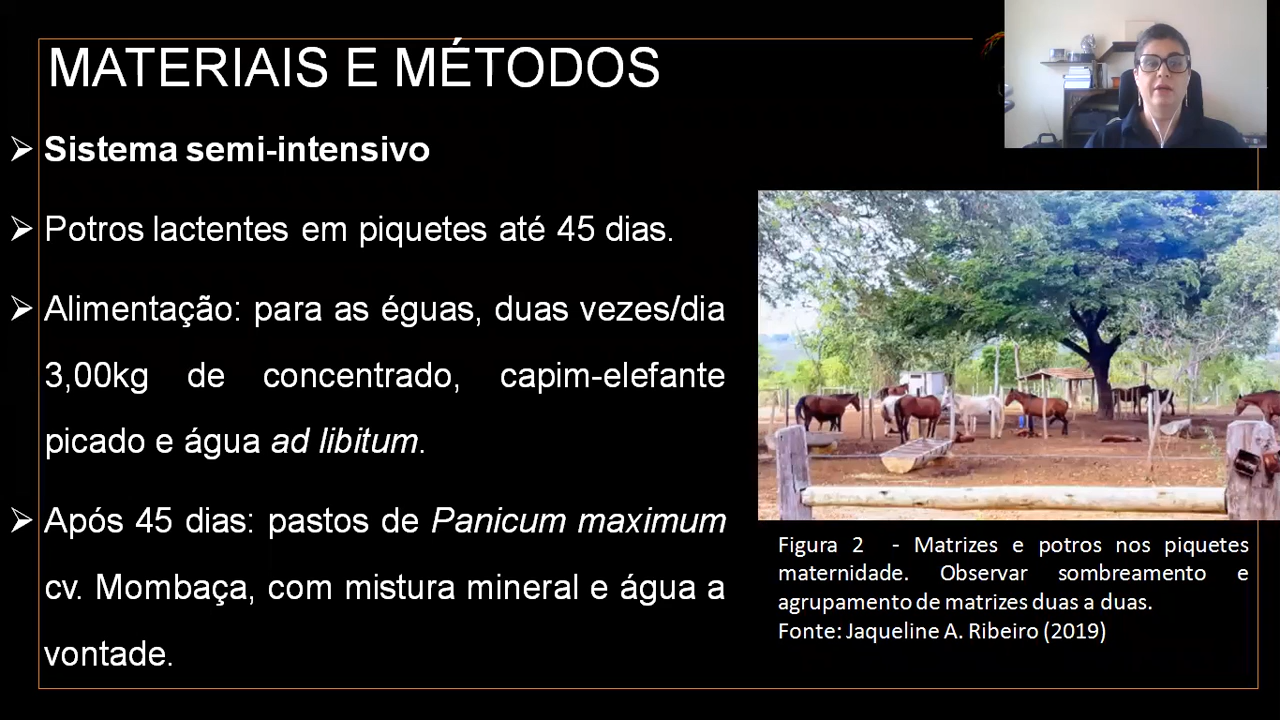 MATERIAIS E MÉTODOS
➢ Sistema semi-intensivo
➢ Potros lactentes em piquetes até 45 dias.
➢ Alimentação: para as éguas, duas vezes/dia
3,00kg de concentrado, capim-elefante
picado e água ad libitum.
➢ Após 45 dias: pastos de Panicum maximum
cv. Mombaça, com mistura mineral e água a
vontade.
Figura 2 - Matrizes e potros nos piquetes
maternidade. Observar sombreamento e
agrupamento de matrizes duas a duas.
Fonte: Jaqueline A. Ribeiro (2019)